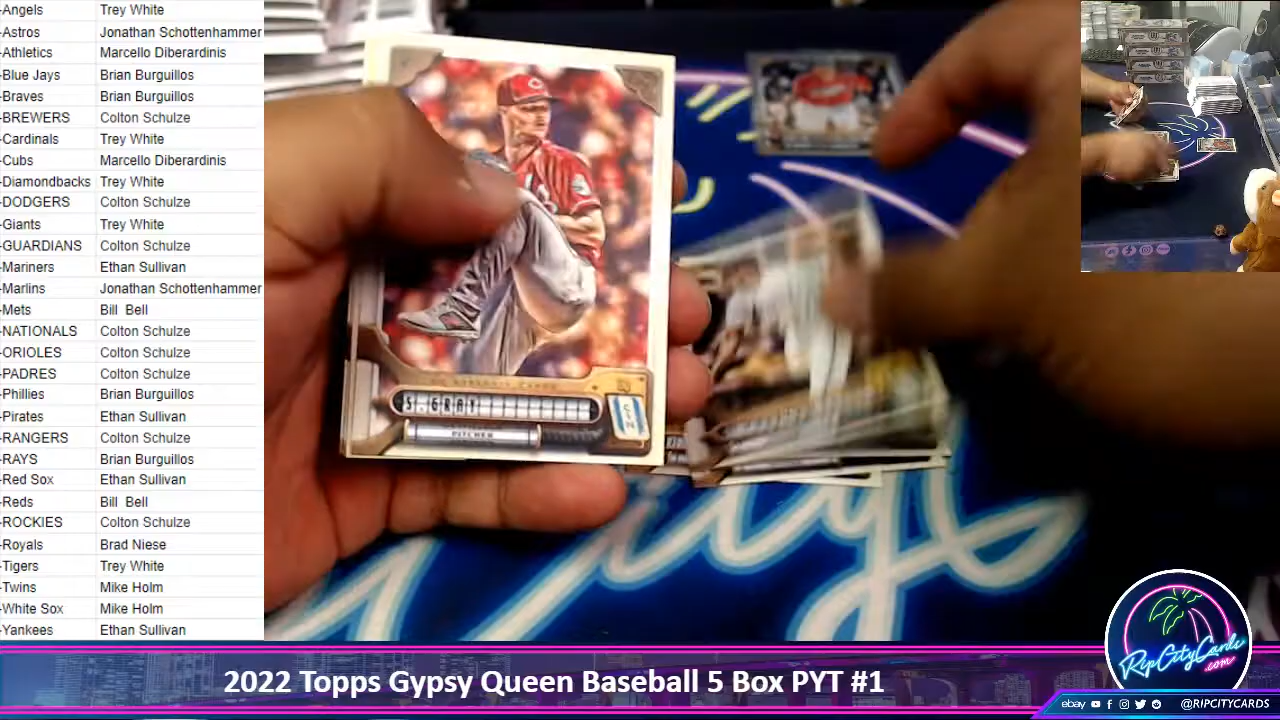 -Angels Trey White
-Astros Jonathan Schottenhammer
-Athletics Marcello Diberardinis
-Blue Jays Brian Burguillos
-Braves Brian Burguillos
-BREWERS Colton Schulze
-Cardinals Trey White
-Cubs Marcello Diberardinis
-Diamondbacks Trey White
-DODGERS Colton Schulze
-Giants Trey White
-GUARDIANS Colton Schulze
-Mariners Ethan Sullivan
-Marlins Jonathan Schottenhammer
-Mets Bill Bell
-NATIONALS Colton Schulze
-ORIOLES Colton Schulze
-PADRES Colton Schulze
-Phillies Brian Burguillos
-Pirates Ethan Sullivan
-RANGERS Colton Schulze
-RAYS Brian Burguillos
-Red Sox Ethan Sullivan
-Reds Bill Bell
-ROCKIES Colton Schulze
-Royals Brad Niese
-Tigers Trey White
-Twins Mike Holm
-White Sox Mike Holm
-Yankees Ethan Sullivan
S. GRAY
PITCHER
CIN
2022 Topps Gypsy Queen Baseball 5 Box PYT #1
RipCityCards
.com
ebay @RIPCITYCARDS